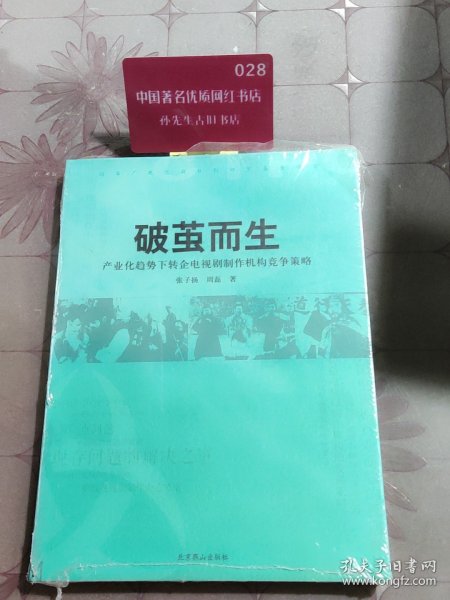 028
中国著名优质网红书店
孙先生古旧书店
破茧而生
产业化趋势下转企电视剧制作机构竞争策略
张子扬 周磊 著
北京燕山出版社
孔夫子旧书网
www.kongfz.com